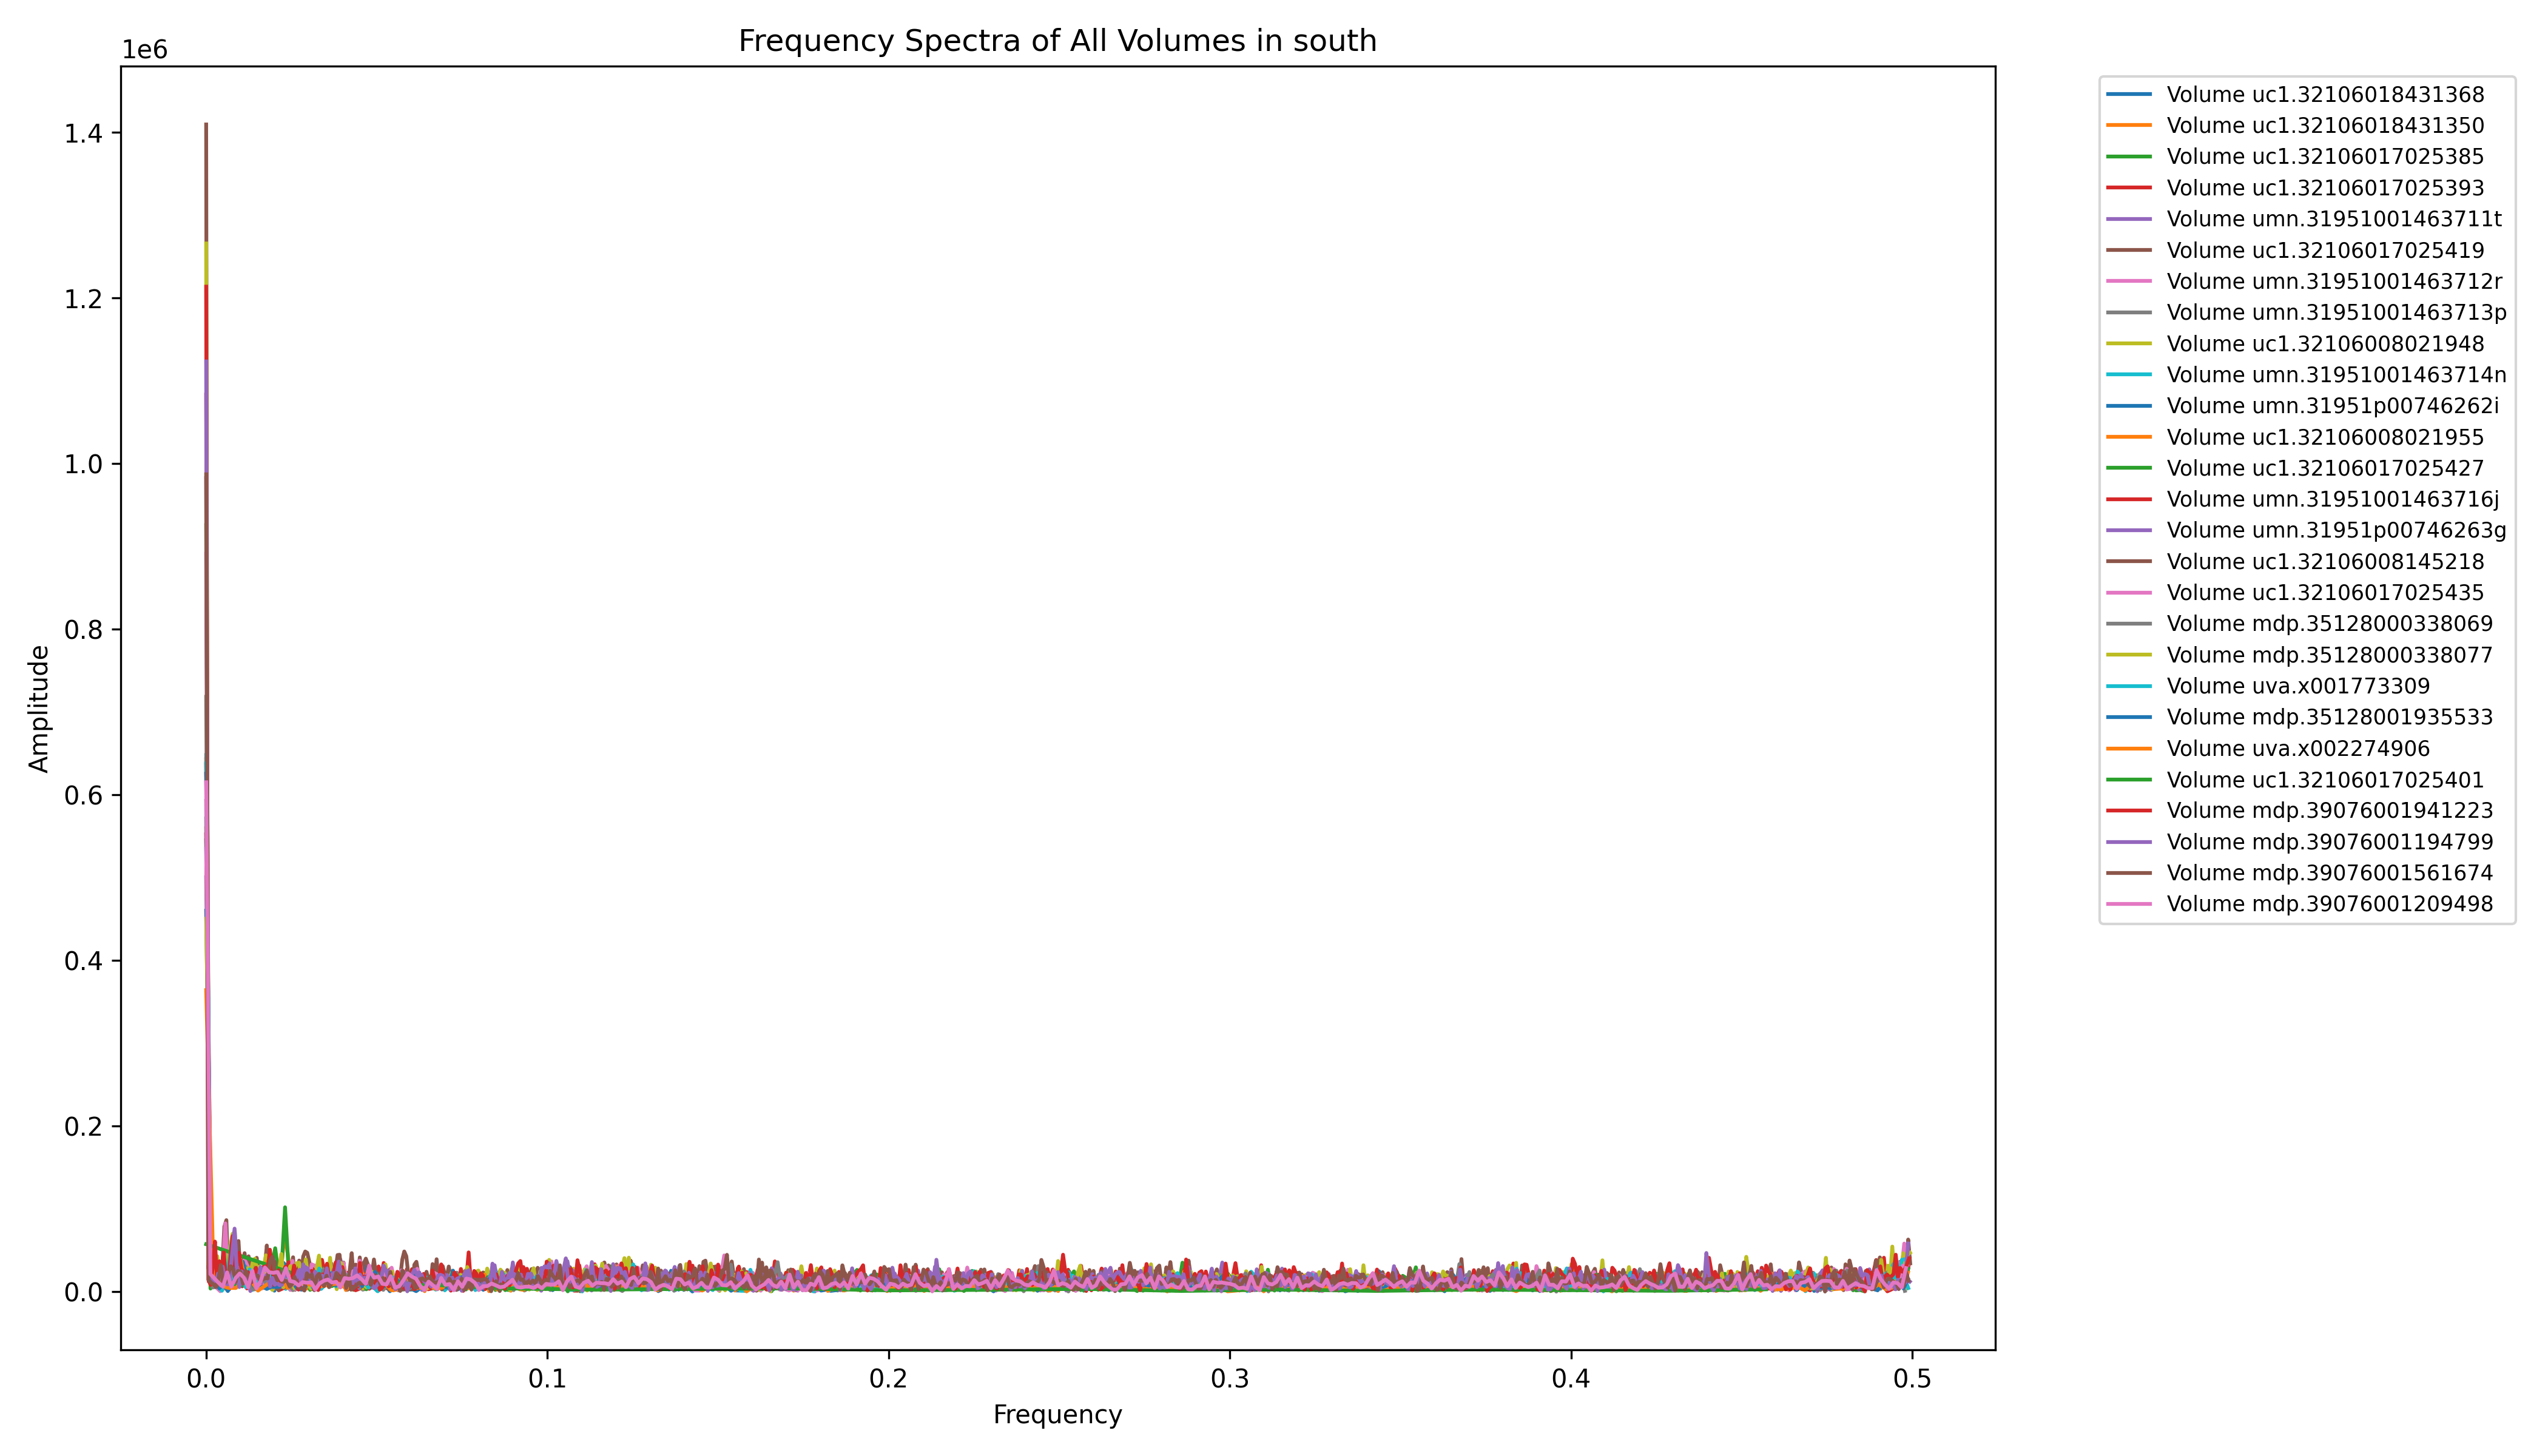 Frequency Spectra of All Volumes in south
1e6
1.4
1.2
1.0
0.8
0.6
0.4
0.2
0.0
Amplitude
0.0
0.1
0.2
0.3
0.4
0.5
Frequency
Volume uc1.32106018431368
Volume uc1.32106018431350
Volume uc1.32106017025385
Volume uc1.32106017025393
Volume umn.31951001463711t
Volume uc1.32106017025419
Volume umn.31951001463712r
Volume umn.31951001463713p
Volume uc1.32106008021948
Volume umn.31951001463714n
Volume umn.31951p00746262i
Volume uc1.32106008021955
Volume uc1.32106017025427
Volume umn.31951001463716j
Volume umn.31951p00746263g
Volume uc1.32106008145218
Volume uc1.32106017025435
Volume mdp.35128000338069
Volume mdp.35128000338077
Volume uva.x001773309
Volume mdp.35128001935533
Volume uva.x002274906
Volume uc1.32106017025401
Volume mdp.39076001941223
Volume mdp.39076001194799
Volume mdp.39076001561674
Volume mdp.39076001209498